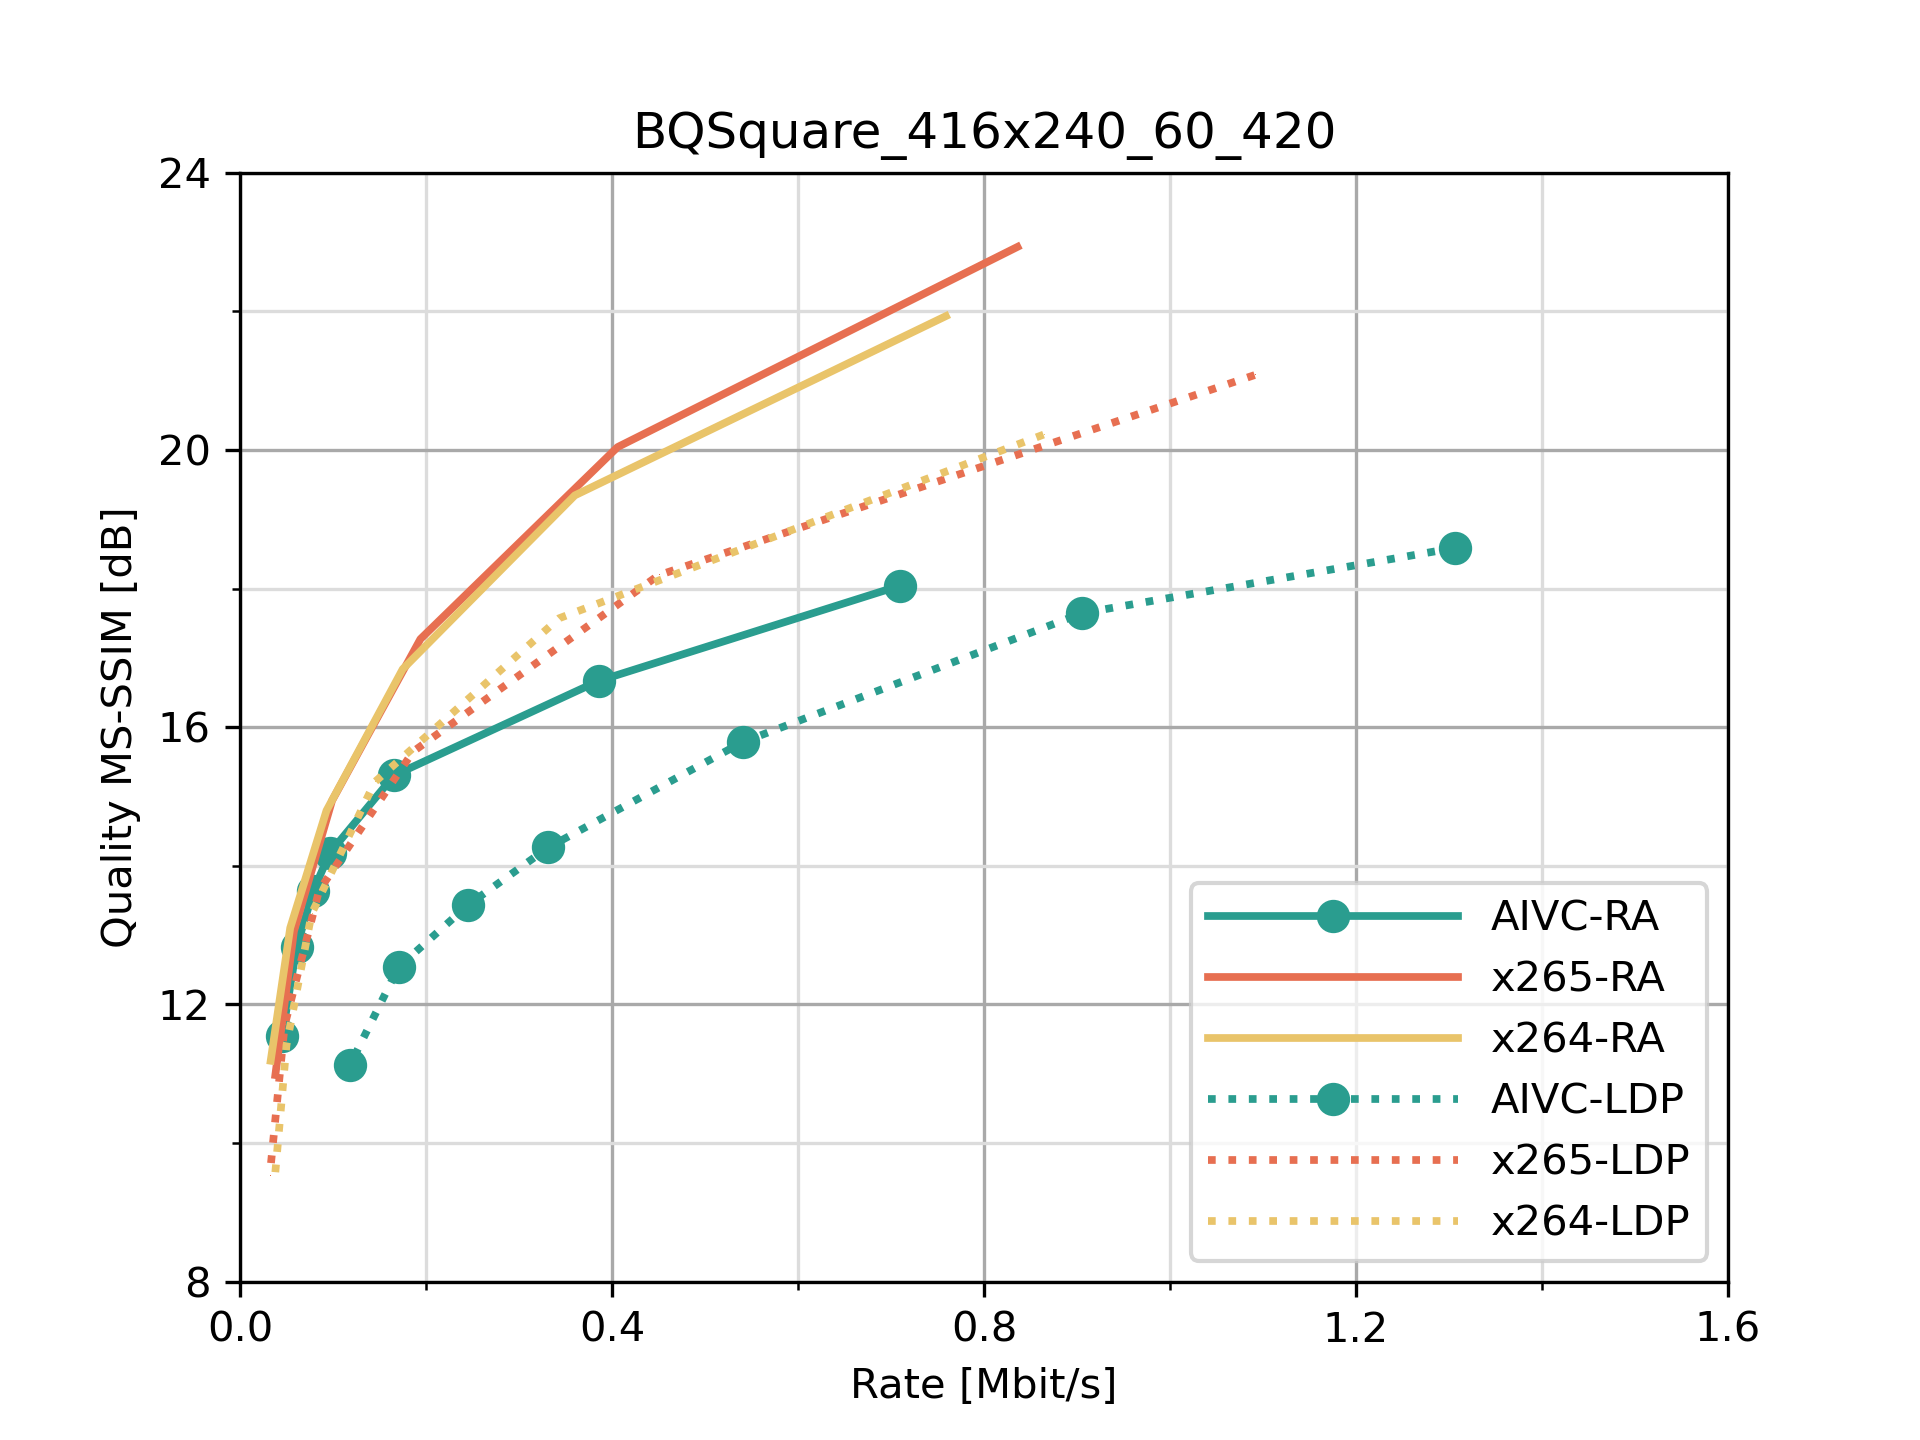 BQSquare_416x240_60_420
24
20
16
12
8
Quality MS-SSIM [dB]
0.0
0.4
0.8
1.2
1.6
Rate [Mbit/s]
AIVC-RA
x265-RA
x264-RA
AIVC-LDP
x265-LDP
x264-LDP